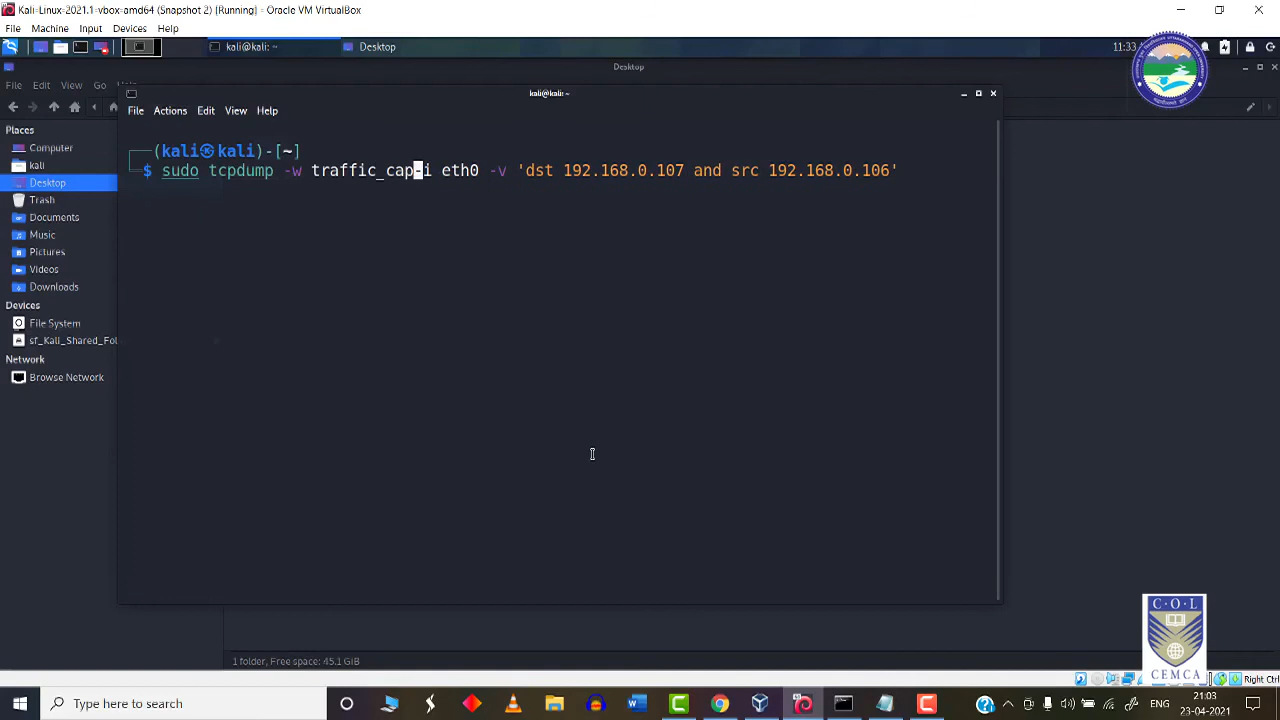 Kali-Linux-2021.1-vbox-amd64 (Snapshot 2) [Running] - Oracle VM VirtualBox
File Machine Input Devices Help
kali@kali: ~
Desktop
11:33
Desktop
File Edit View Go Help
kali@kali: ~
File Actions Edit View Help
Places
Computer
kali
Desktop
Trash
Documents
Music
Pictures
Videos
Downloads
Devices
File System
sf_Kali_Shared_Fol
Network
Browse Network
(kali㉿kali)-[~]
$ sudo tcpdump -w traffic_cap-i eth0 -v 'dst 192.168.0.107 and src 192.168.0.106'
1 folder, Free space: 45.1 GiB
C·O·L
CEMCA
Right Ctrl
Type here to search
ENG
21:03
23-04-2021